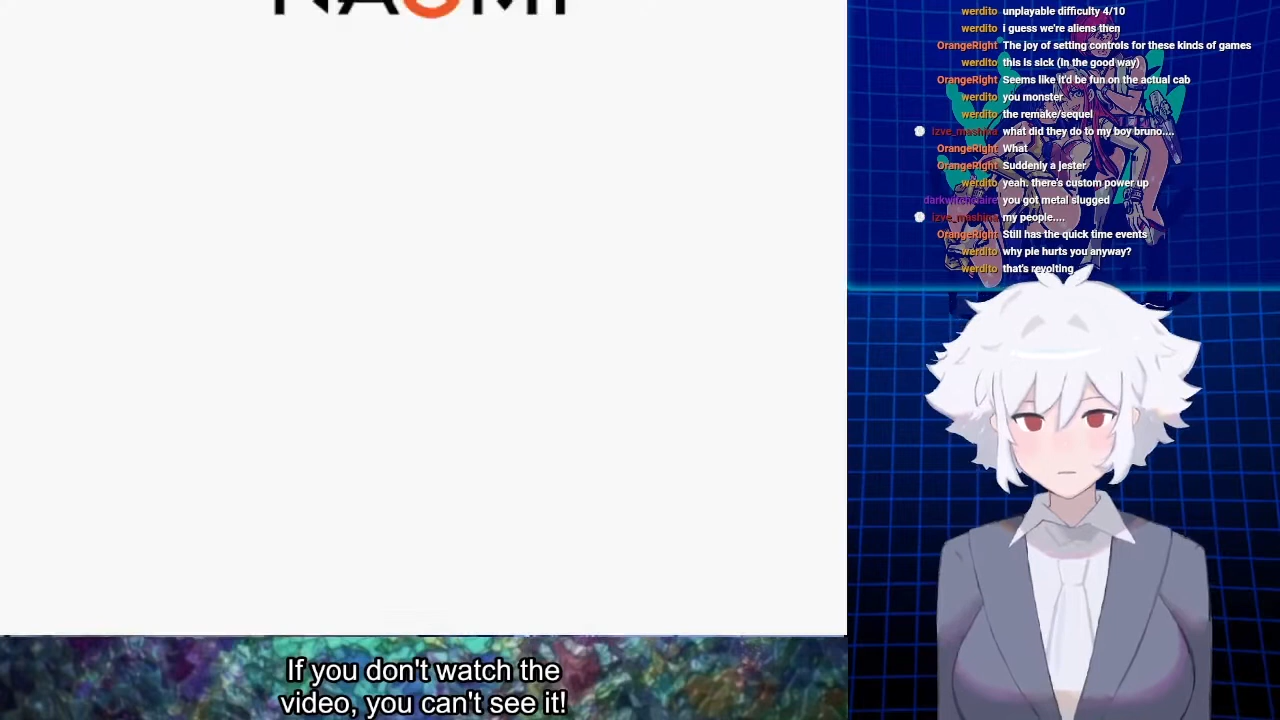 NAOMI
werdito unplayable difficulty 4/10
werdito i guess we're aliens then
OrangeRight The joy of setting controls for these kinds of games
werdito this is sick (in the good way)
OrangeRight Seems like it'd be fun on the actual cab
werdito you monster
werdito the remake/sequel
izve_mashina what did they do to my boy bruno....
OrangeRight What
OrangeRight Suddenly a jester
werdito yeah. there's custom power up
darkwitchclaire you got metal slugged
izve_mashina my people....
OrangeRight Still has the quick time events
werdito why pie hurts you anyway?
werdito that's revolting
If you don't watch the
video, you can't see it!